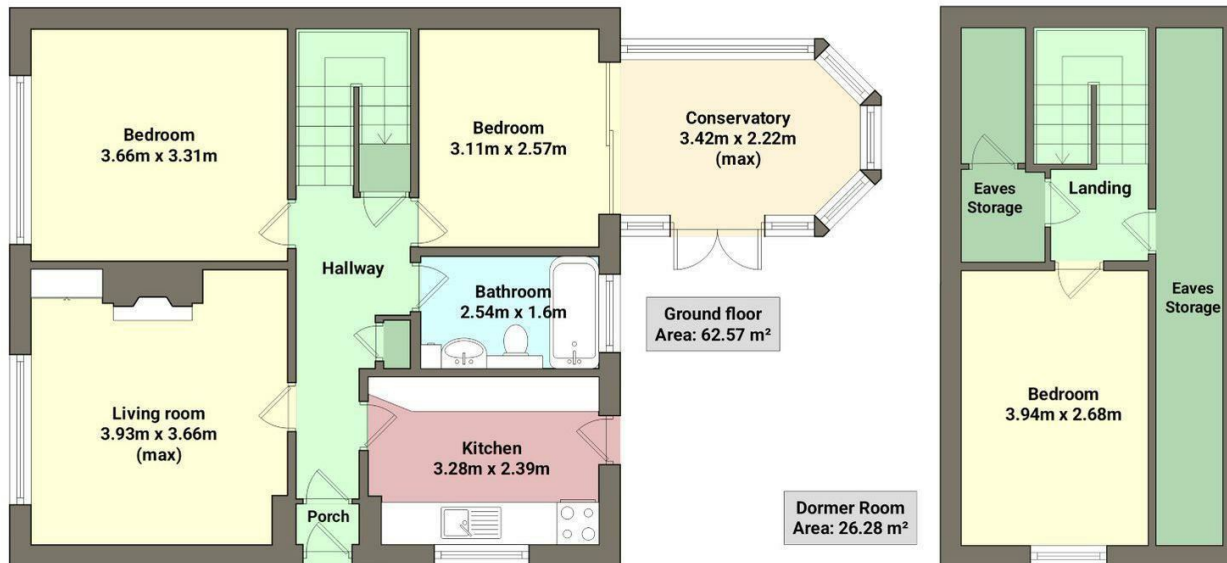 Bedroom
3.66m x 3.31m
Bedroom
3.11m x 2.57m
Conservatory
3.42m x 2.22m
(max)
Hallway
Bathroom
2.54m x 1.6m
Ground floor
Area: 62.57 m²
Living room
3.93m x 3.66m
(max)
Kitchen
3.28m x 2.39m
Porch
Dormer Room
Area: 26.28 m²
Eaves
Storage
Landing
Eaves
Storage
Bedroom
3.94m x 2.68m